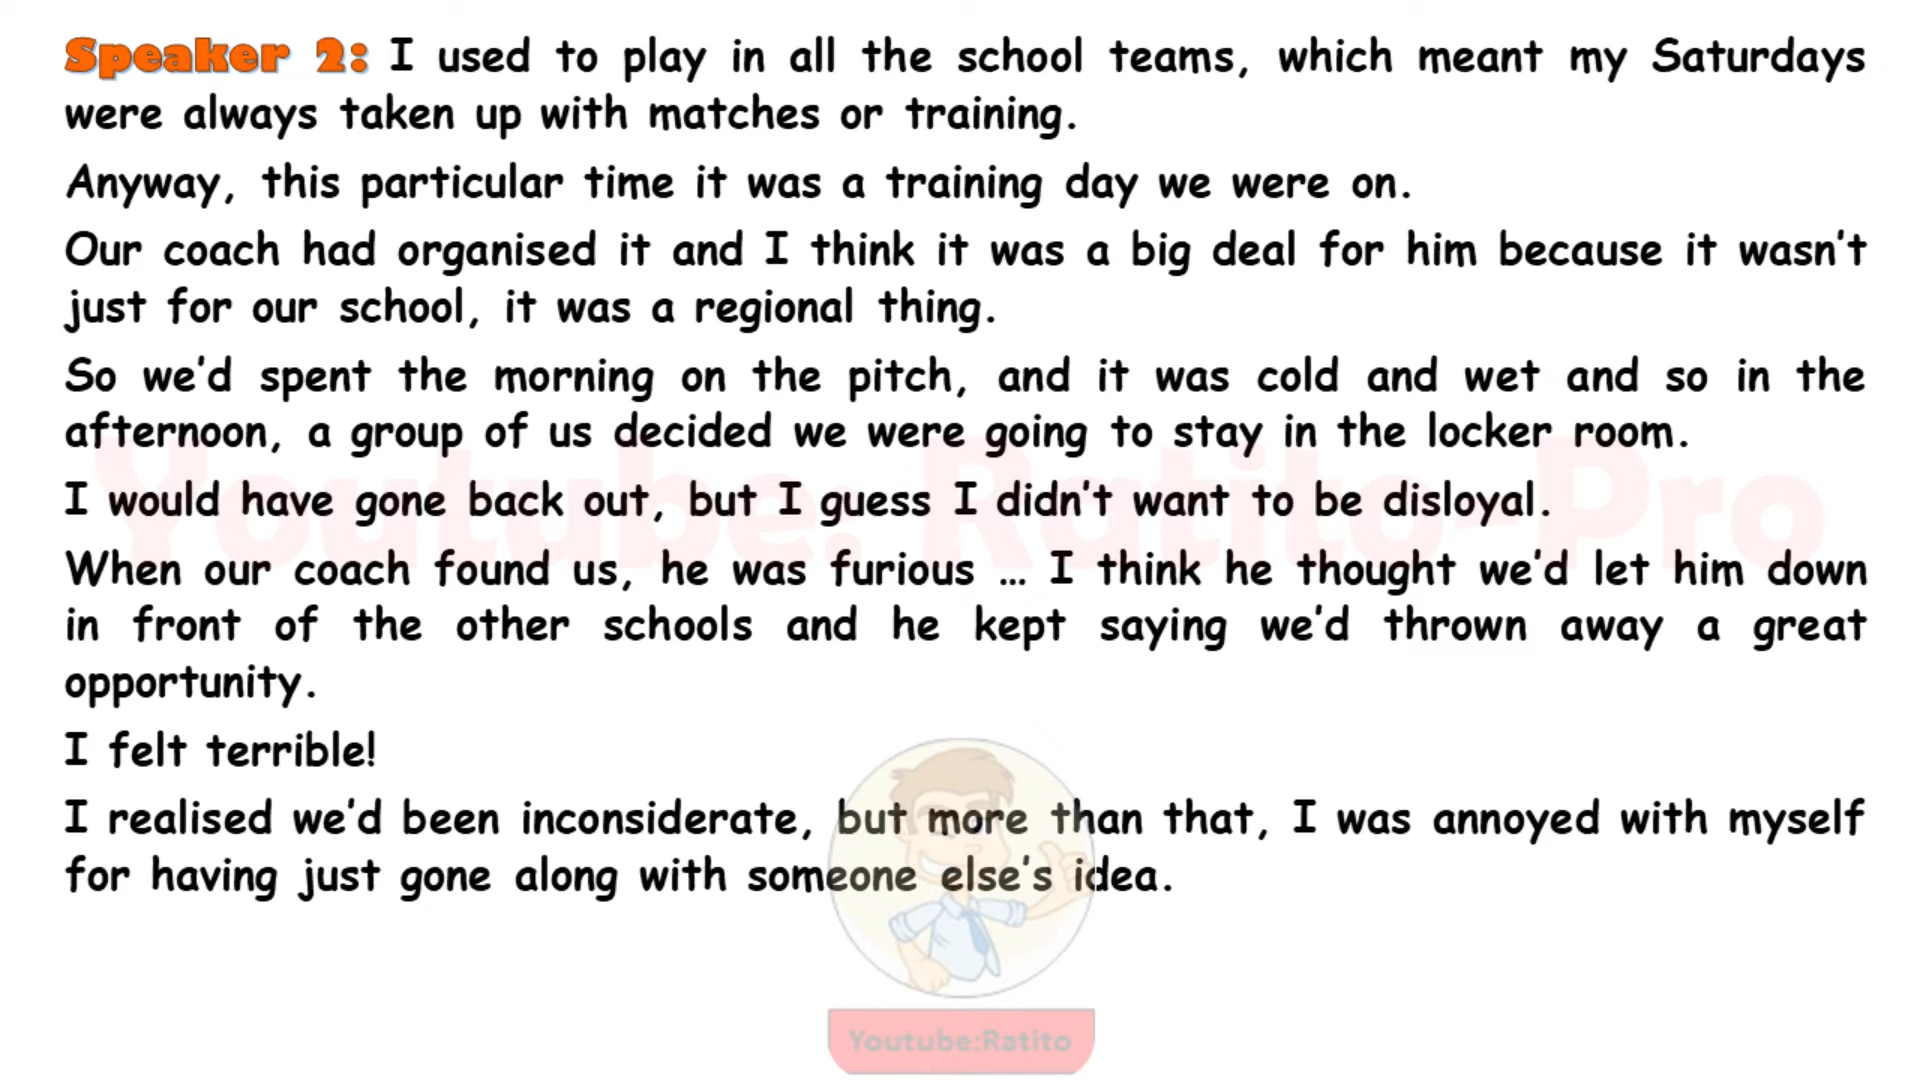 Speaker 2: I used to play in all the school teams, which meant my Saturdays
were always taken up with matches or training.
Anyway, this particular time it was a training day we were on.
Our coach had organised it and I think it was a big deal for him because it wasn't
just for our school, it was a regional thing.
So we'd spent the morning on the pitch, and it was cold and wet and so in the
afternoon, a group of us decided we were going to stay in the locker room.
Youtube: Ratito-Pro
I would have gone back out, but I guess I didn't want to be disloyal.
When our coach found us, he was furious … I think he thought we'd let him down
in front of the other schools and he kept saying we'd thrown away a great
opportunity.
I felt terrible!
I realised we'd been inconsiderate, but more than that, I was annoyed with myself
for having just gone along with someone else's idea.
Youtube:Ratito